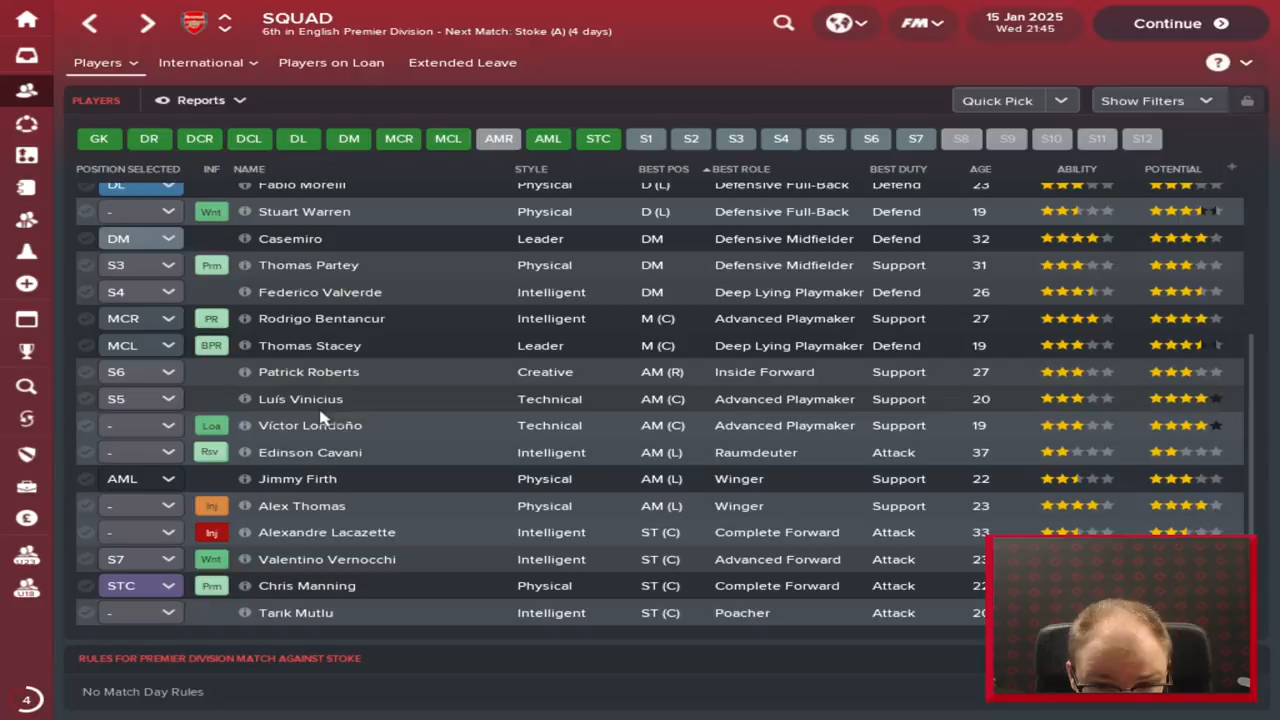 SQUAD
6th in English Premier Division - Next Match: Stoke (A) (4 days)
FM
15 Jan 2025
Wed 21:45
Continue
Players
International
Players on Loan
Extended Leave
?
PLAYERS
Reports
Quick Pick
Show Filters
GK DR DCR DCL DL DM MCR MCL AMR AML STC S1 S2 S3 S4 S5 S6 S7 S8 S9 S10 S11 S12
POSITION SELECTED INF NAME STYLE BEST POS BEST ROLE BEST DUTY AGE ABILITY POTENTIAL +
DL Fabio Morelli Physical D (L) Defensive Full-Back Defend 23
- Wnt Stuart Warren Physical D (L) Defensive Full-Back Defend 19
DM Casemiro Leader DM Defensive Midfielder Defend 32
S3 Prm Thomas Partey Physical DM Defensive Midfielder Support 31
S4 Federico Valverde Intelligent DM Deep Lying Playmaker Defend 26
MCR PR Rodrigo Bentancur Intelligent M (C) Advanced Playmaker Support 27
MCL BPR Thomas Stacey Leader M (C) Deep Lying Playmaker Defend 19
S6 Patrick Roberts Creative AM (R) Inside Forward Support 27
S5 Luís Vinicius Technical AM (C) Advanced Playmaker Support 20
- Loa Víctor Londoño Technical AM (C) Advanced Playmaker Support 19
- Rsv Edinson Cavani Intelligent AM (L) Raumdeuter Attack 37
AML Jimmy Firth Physical AM (L) Winger Support 22
- Inj Alex Thomas Physical AM (L) Winger Support 23
- Inj Alexandre Lacazette Intelligent ST (C) Complete Forward Attack 33
S7 Wnt Valentino Vernocchi Intelligent ST (C) Advanced Forward Attack
STC Prm Chris Manning Physical ST (C) Complete Forward Attack
- Tarık Mutlu Intelligent ST (C) Poacher Attack
RULES FOR PREMIER DIVISION MATCH AGAINST STOKE
No Match Day Rules
U23
U18
4